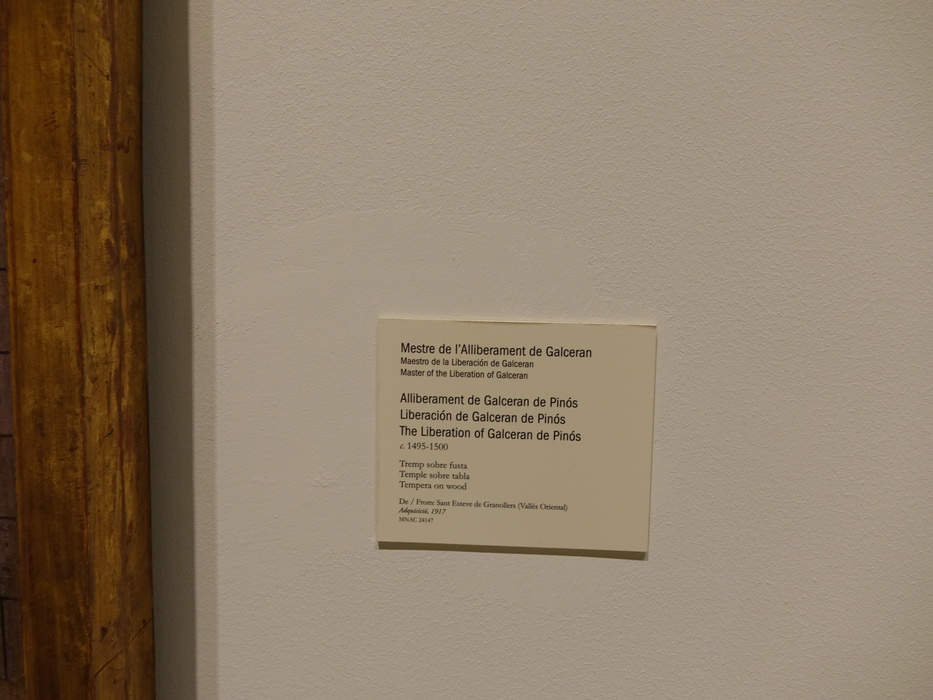 Mestre de l'Alliberament de Galceran
Maestro de la Liberación de Galceran
Master of the Liberation of Galceran
Alliberament de Galceran de Pinós
Liberación de Galceran de Pinós
The Liberation of Galceran de Pinós
c. 1495-1500
Tremp sobre fusta
Temple sobre tabla
Tempera on wood
De / From: Sant Esteve de Granollers (Vallès Oriental)
Adquisició, 1917
MNAC 24147